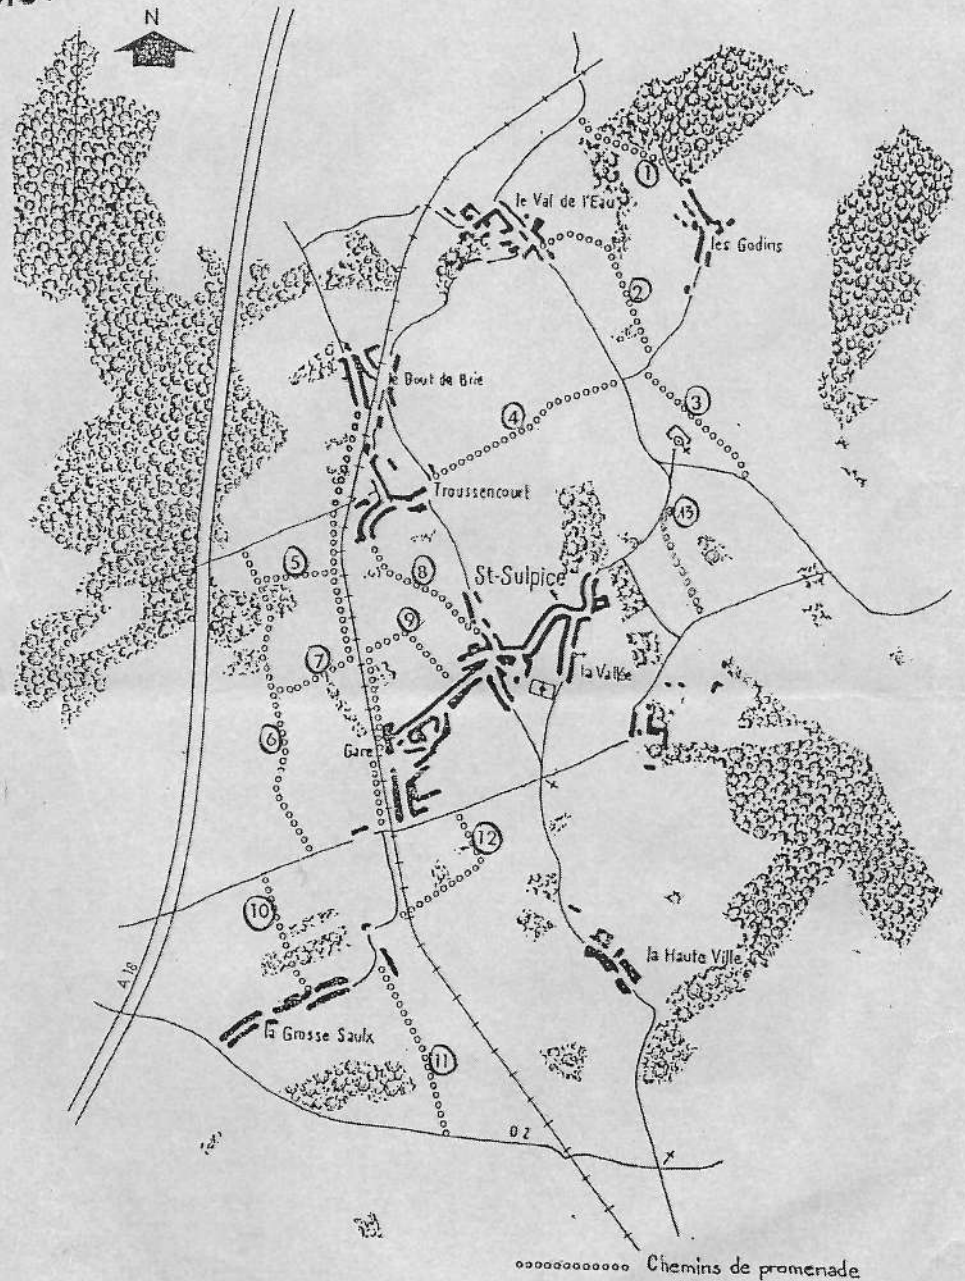 N
①
le Val de l'Eau
les Godins
②
le Bout de Brie
③
④
Troussencourt
⑬
⑤
⑧
St-Sulpice
⑨
⑦
la Vallée
⑥
Gare
⑫
⑩
la Haute Ville
A 16
la Grosse Saulx
⑪
D 2
Chemins de promenade